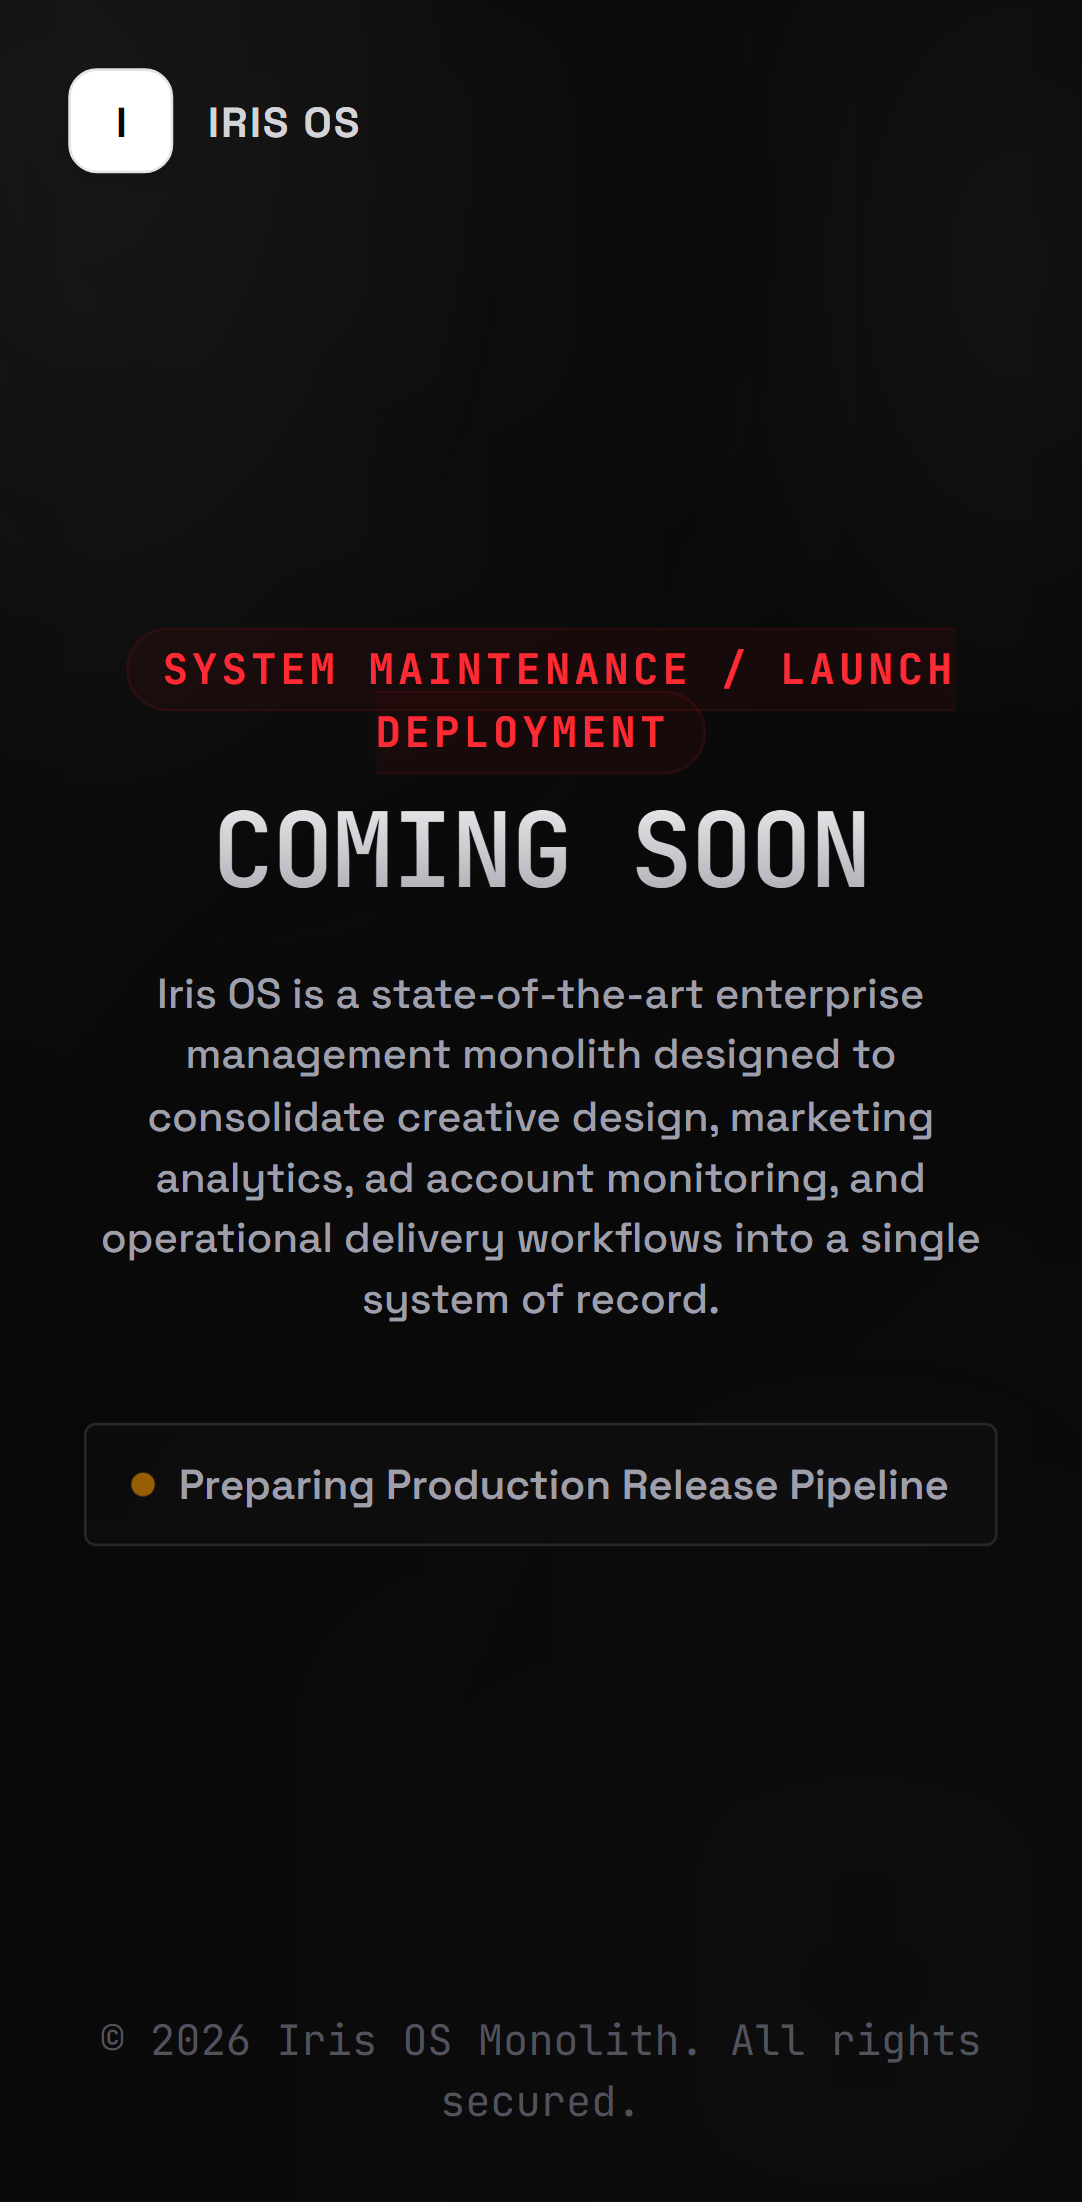 I
IRIS OS
SYSTEM MAINTENANCE / LAUNCH
DEPLOYMENT
COMING SOON
Iris OS is a state-of-the-art enterprise
management monolith designed to
consolidate creative design, marketing
analytics, ad account monitoring, and
operational delivery workflows into a single
system of record.
Preparing Production Release Pipeline
© 2026 Iris OS Monolith. All rights
secured.